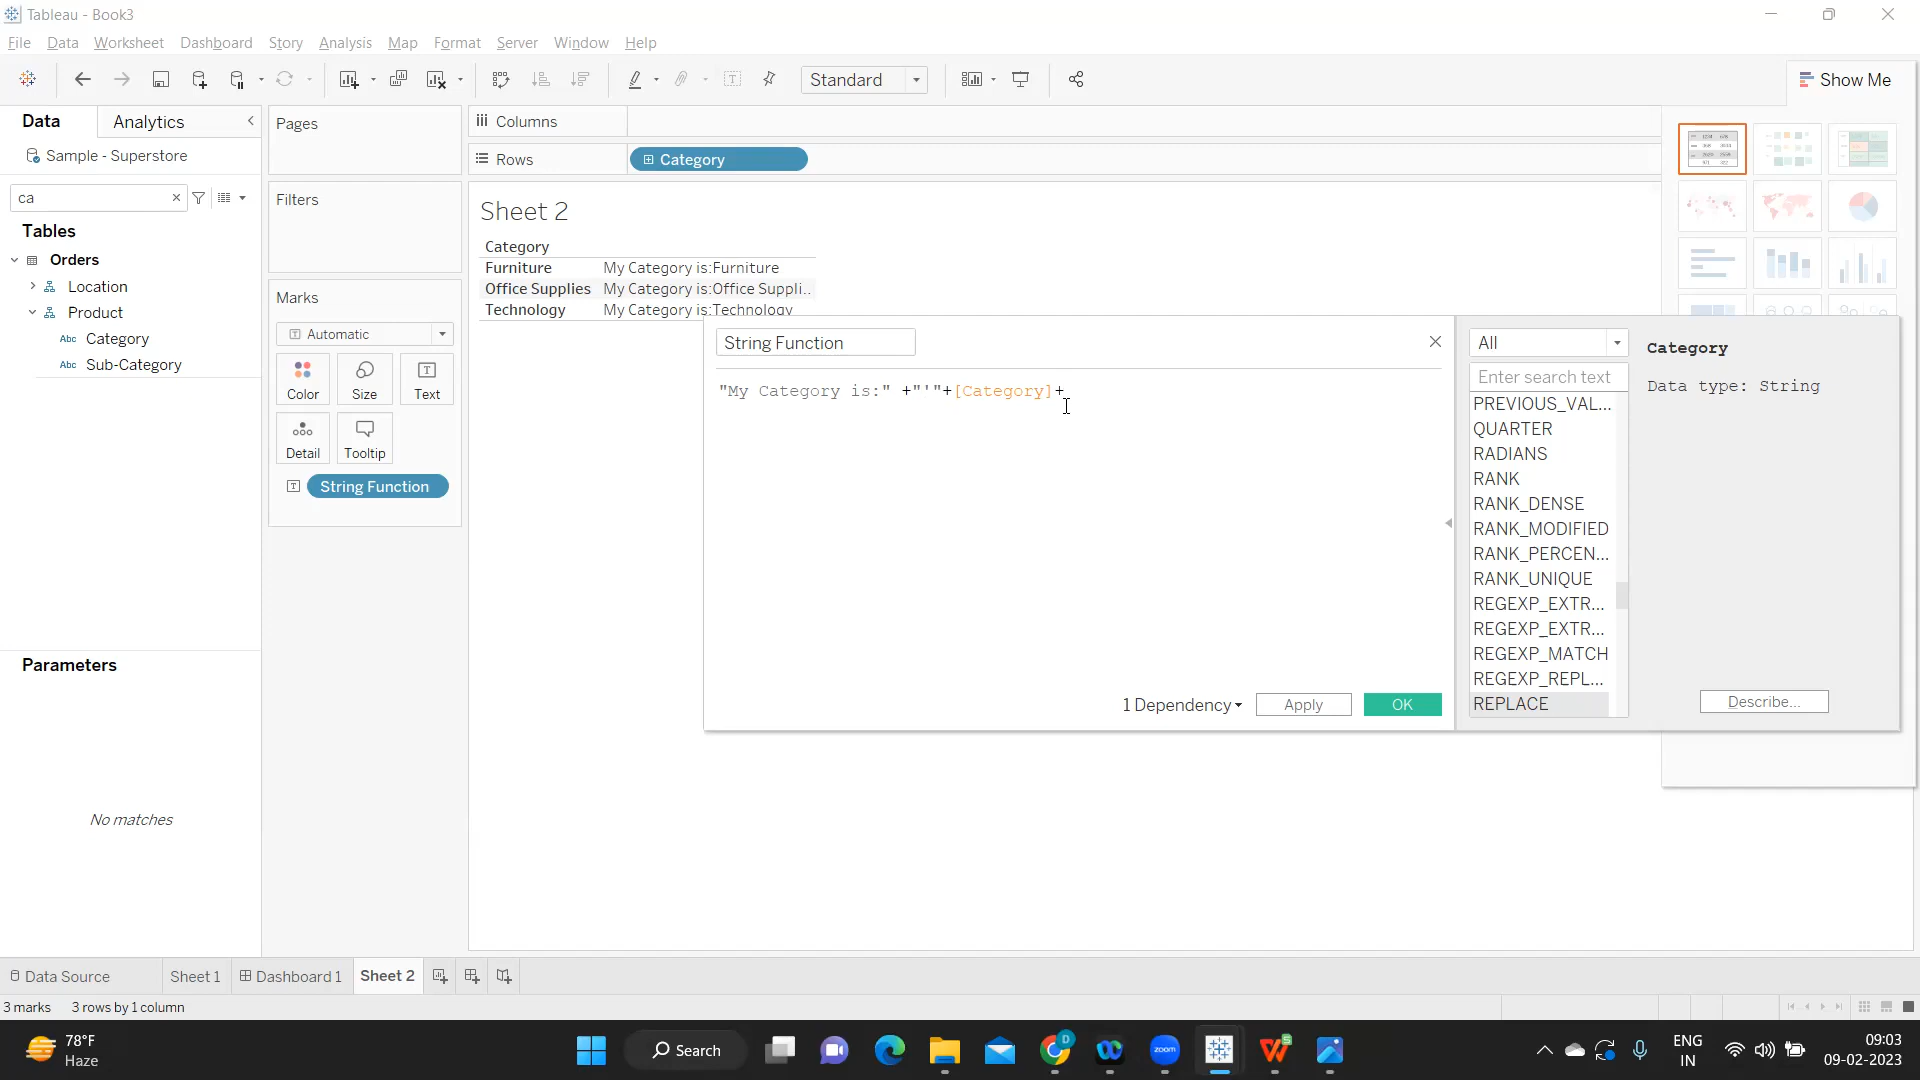 Tableau - Book3
File Data Worksheet Dashboard Story Analysis Map Format Server Window Help
Standard
Show Me
Data
Analytics
Sample - Superstore
ca
Tables
Orders
Location
Product
Abc Category
Abc Sub-Category
Parameters
No matches
Pages
Filters
Marks
Automatic
Color
Size
Text
Detail
Tooltip
String Function
Columns
Rows
Category
Sheet 2
Category
Furniture My Category is:Furniture
Office Supplies My Category is:Office Suppli..
Technology My Category is:Technology
String Function
"My Category is:" +"'"+[Category]+
1 Dependency
Apply
OK
All
Enter search text
PREVIOUS_VAL...
QUARTER
RADIANS
RANK
RANK_DENSE
RANK_MODIFIED
RANK_PERCEN...
RANK_UNIQUE
REGEXP_EXTR...
REGEXP_EXTR...
REGEXP_MATCH
REGEXP_REPL...
REPLACE
Category
Data type: String
Describe...
Data Source
Sheet 1
Dashboard 1
Sheet 2
3 marks 3 rows by 1 column
78°F
Haze
Search
zoom
ENG
IN
09:03
09-02-2023